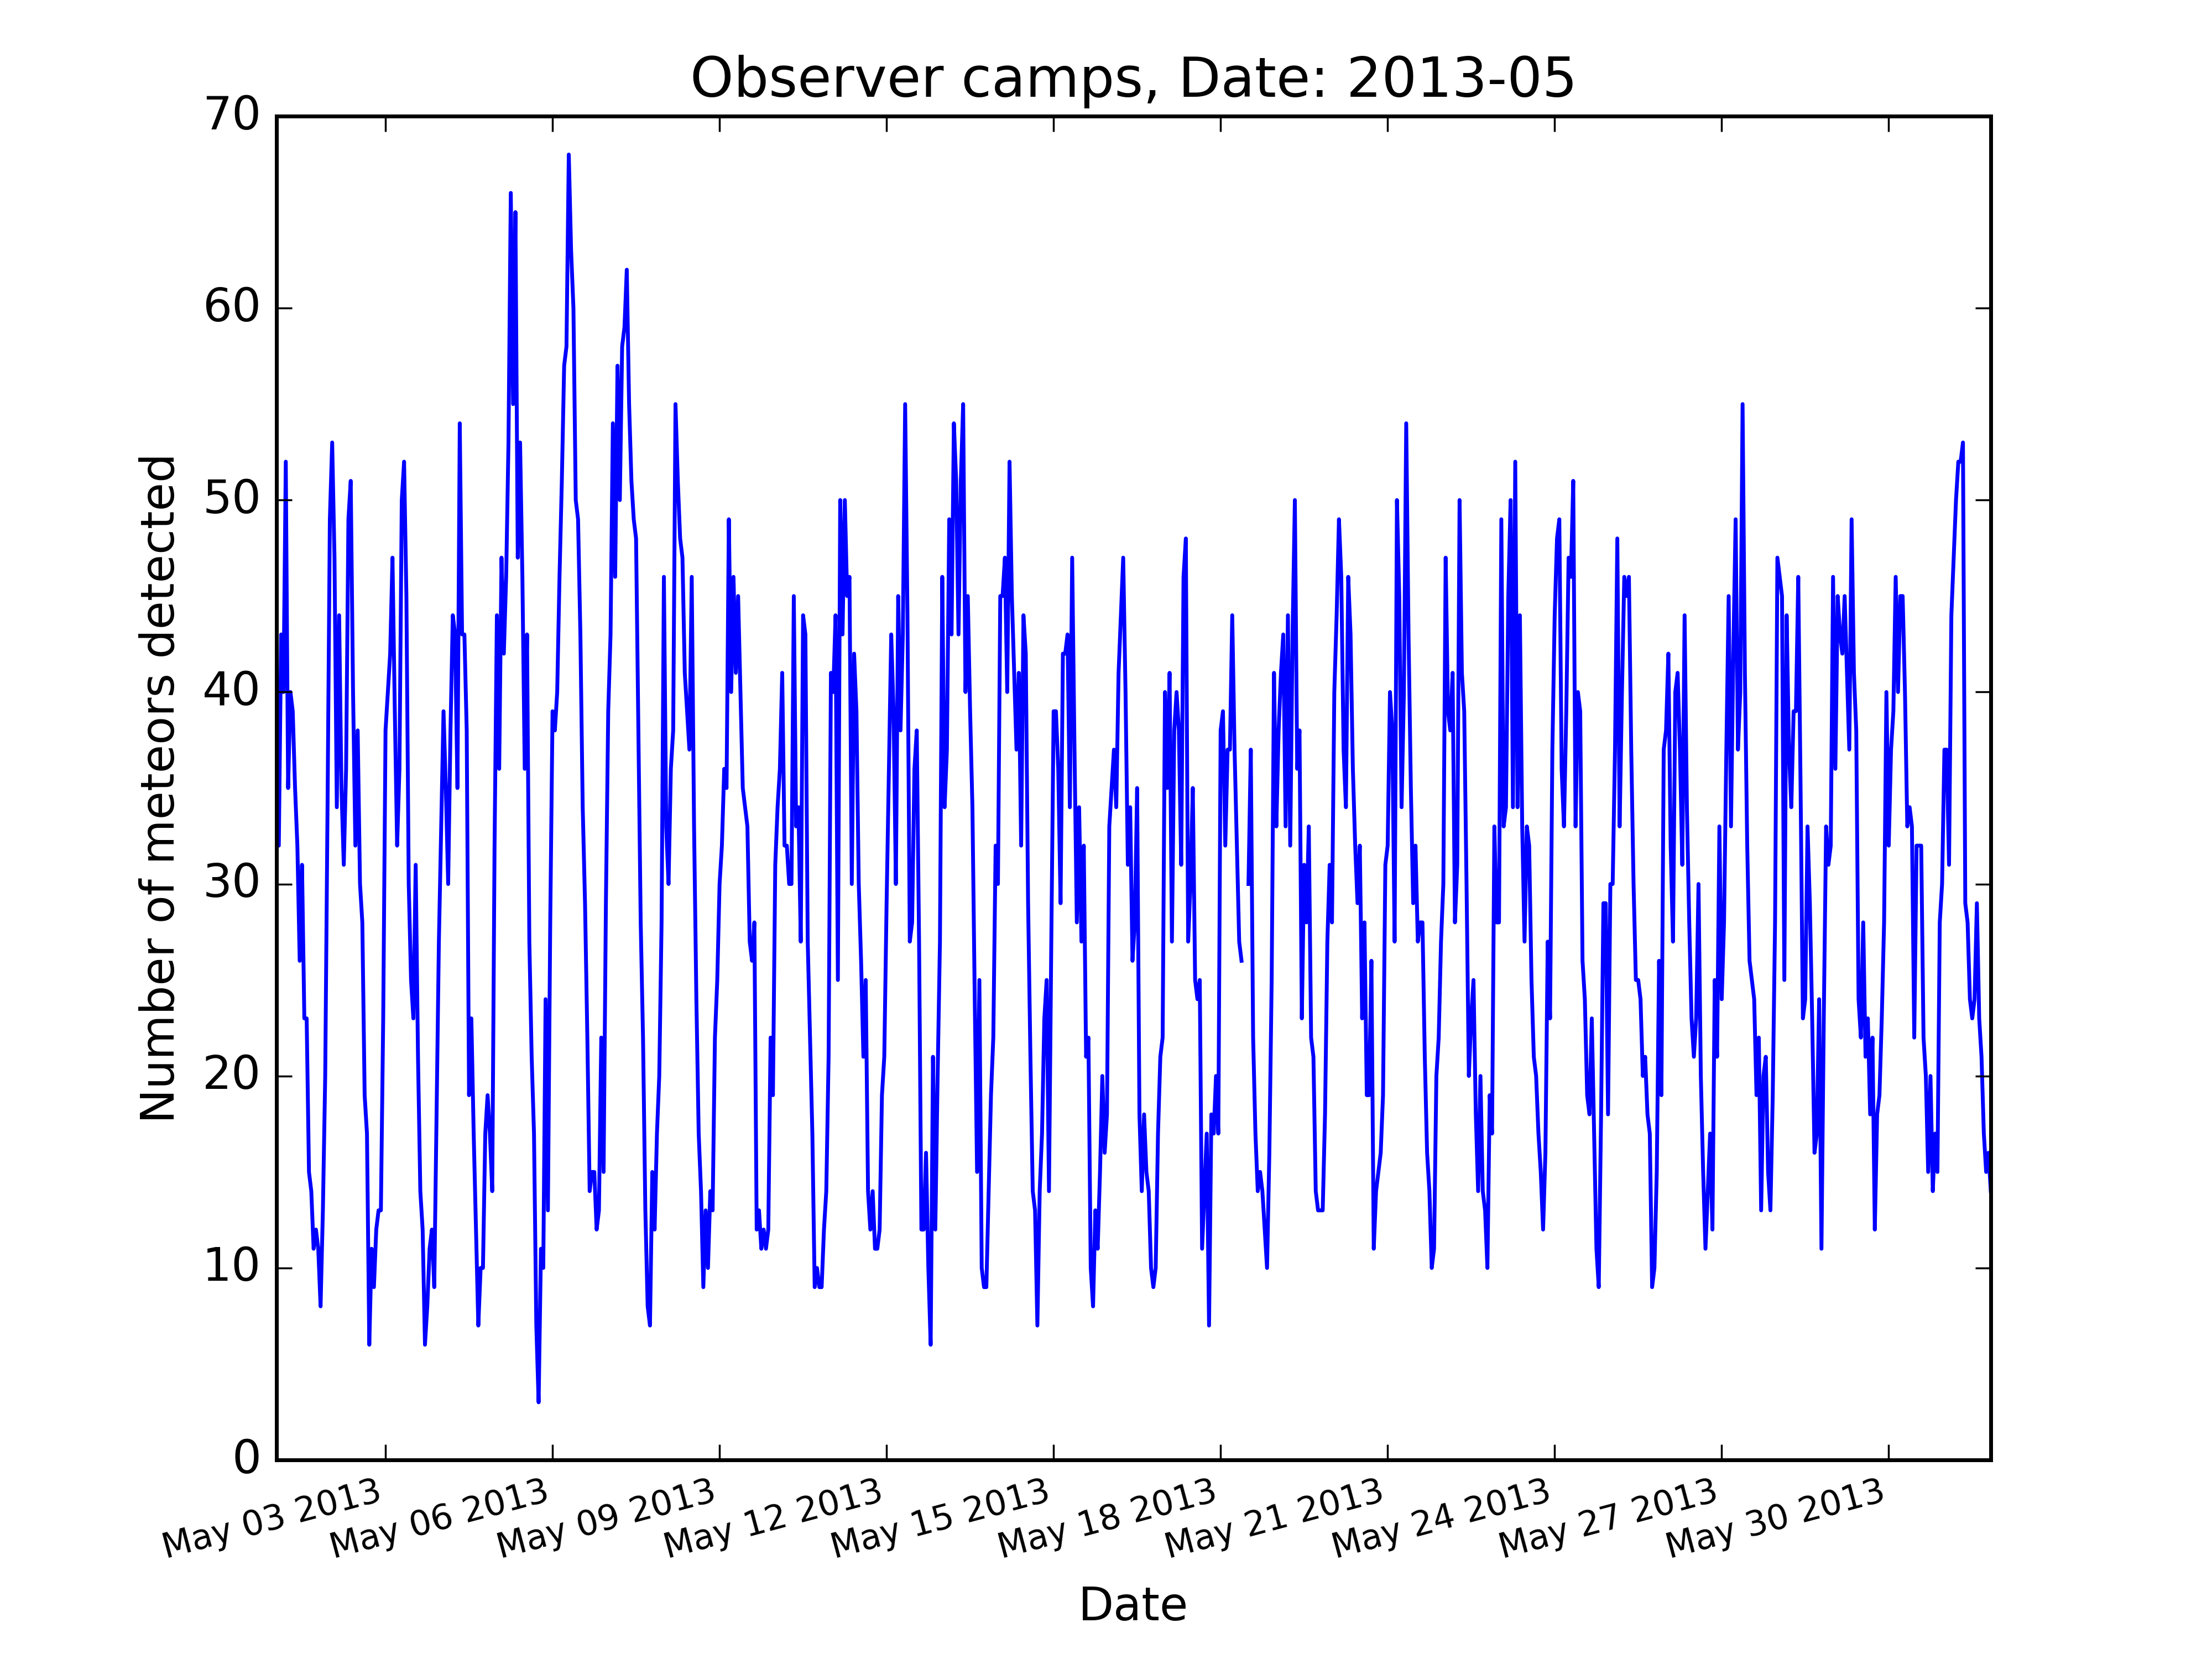 Observer camps, Date: 2013-05
Number of meteors detected
70
60
50
40
30
20
10
0
May 03 2013
May 06 2013
May 09 2013
May 12 2013
May 15 2013
May 18 2013
May 21 2013
May 24 2013
May 27 2013
May 30 2013
Date